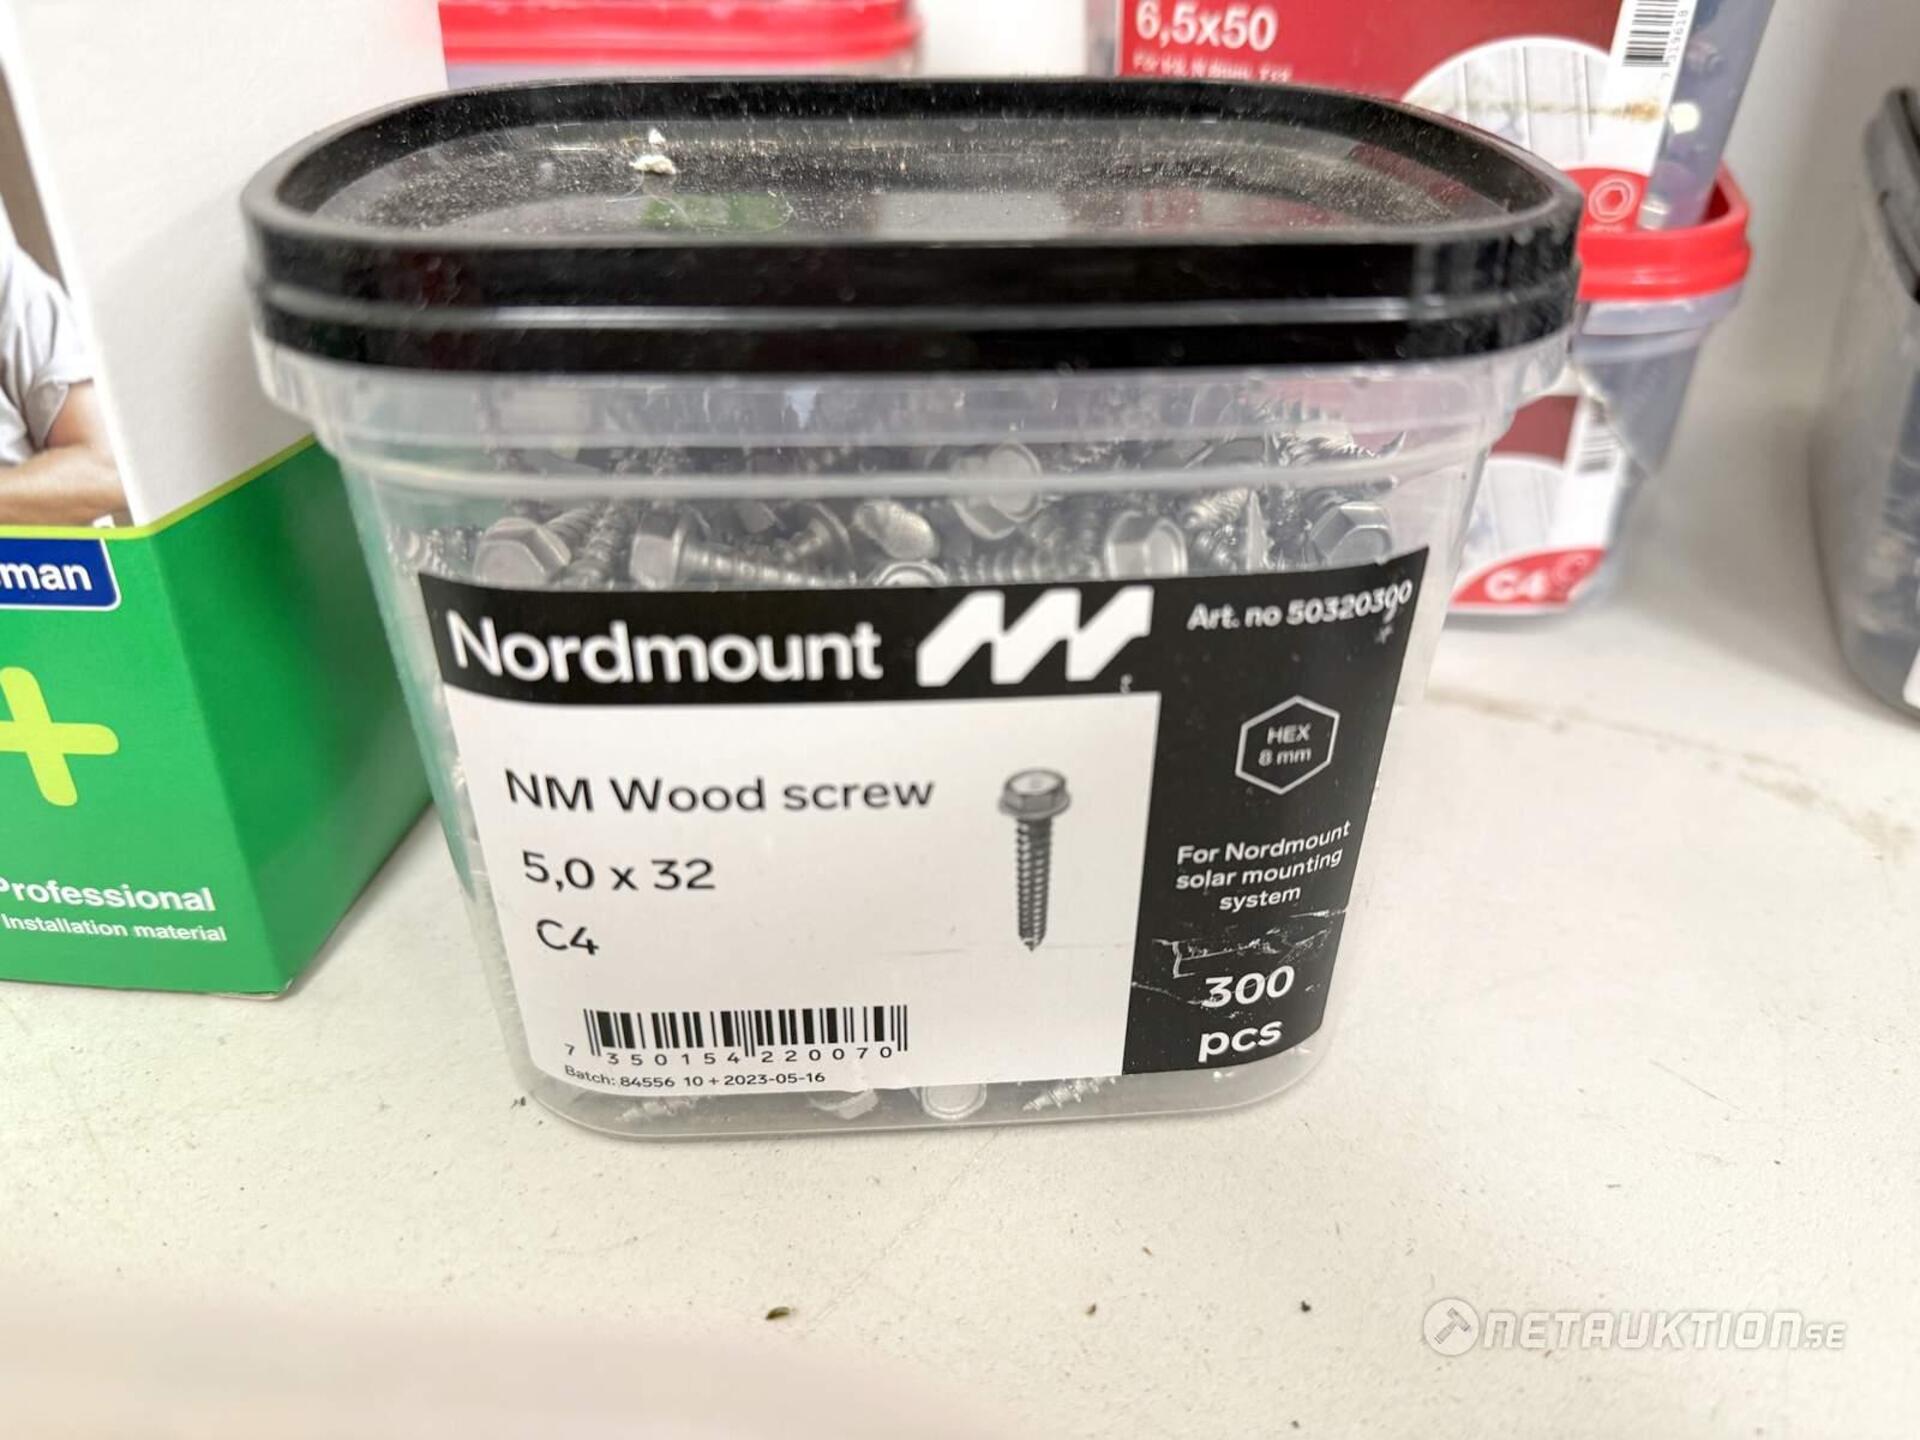 6,5x50
man
Professional
Installation material
Nordmount
Art. no 50320300
NM Wood screw
5,0 x 32
C4
HEX
8 mm
For Nordmount
solar mounting
system
300
pcs
7 350154 220070
Batch: 84556 10 + 2023-05-16
C4
NETAUKTION.SE